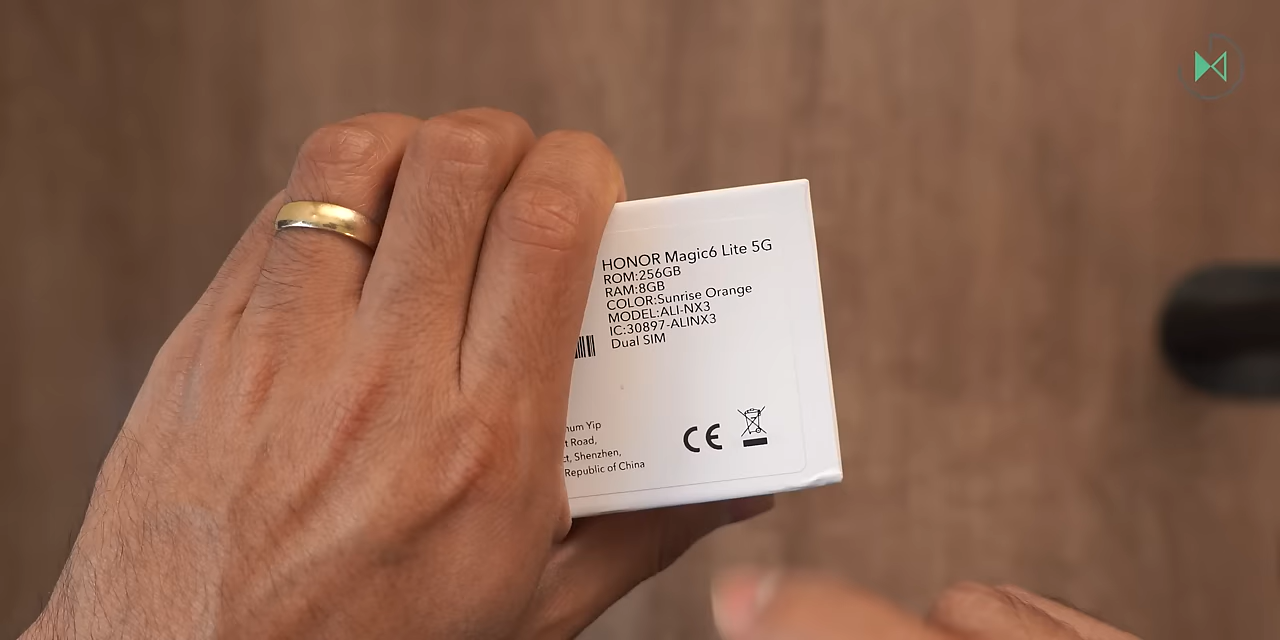 HONOR Magic6 Lite 5G
ROM:256GB
RAM:8GB
COLOR:Sunrise Orange
MODEL:ALI-NX3
IC:30897-ALINX3
Dual SIM
Yip
Road,
Shenzhen,
Republic of China
CE